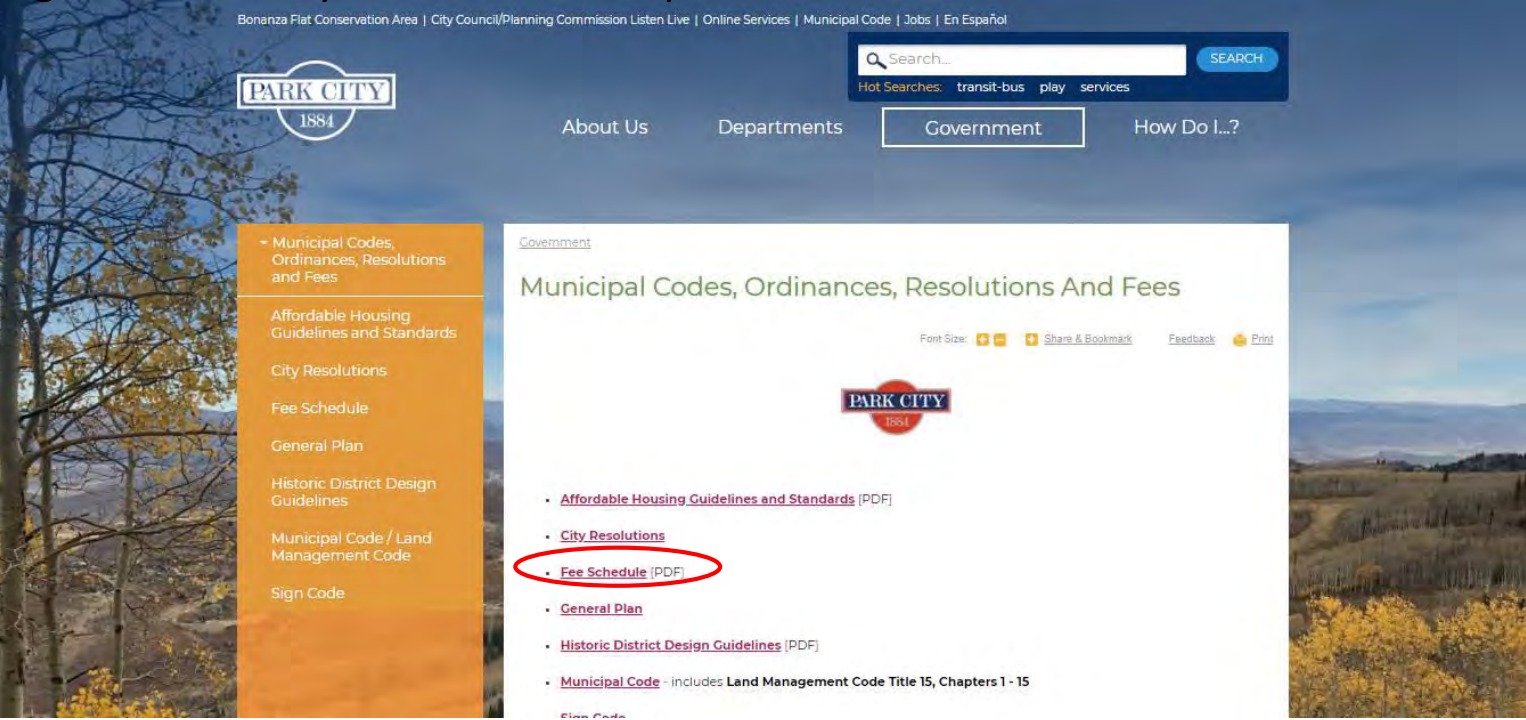 Bonanza Flat Conservation Area | City Council/Planning Commission Listen Live | Online Services | Municipal Code | Jobs | En Español
PARK CITY
1884
Search...
SEARCH
Hot Searches: transit-bus play services
About Us
Departments
Government
How Do I...?
Municipal Codes,
Ordinances, Resolutions
and Fees
Affordable Housing
Guidelines and Standards
City Resolutions
Fee Schedule
General Plan
Historic District Design
Guidelines
Municipal Code / Land
Management Code
Sign Code
Government
Municipal Codes, Ordinances, Resolutions And Fees
Font Size: + − + Share & Bookmark Feedback Print
PARK CITY
1884
• Affordable Housing Guidelines and Standards [PDF]
• City Resolutions
• Fee Schedule [PDF]
• General Plan
• Historic District Design Guidelines [PDF]
• Municipal Code - includes Land Management Code Title 15, Chapters 1 - 15
• Sign Code